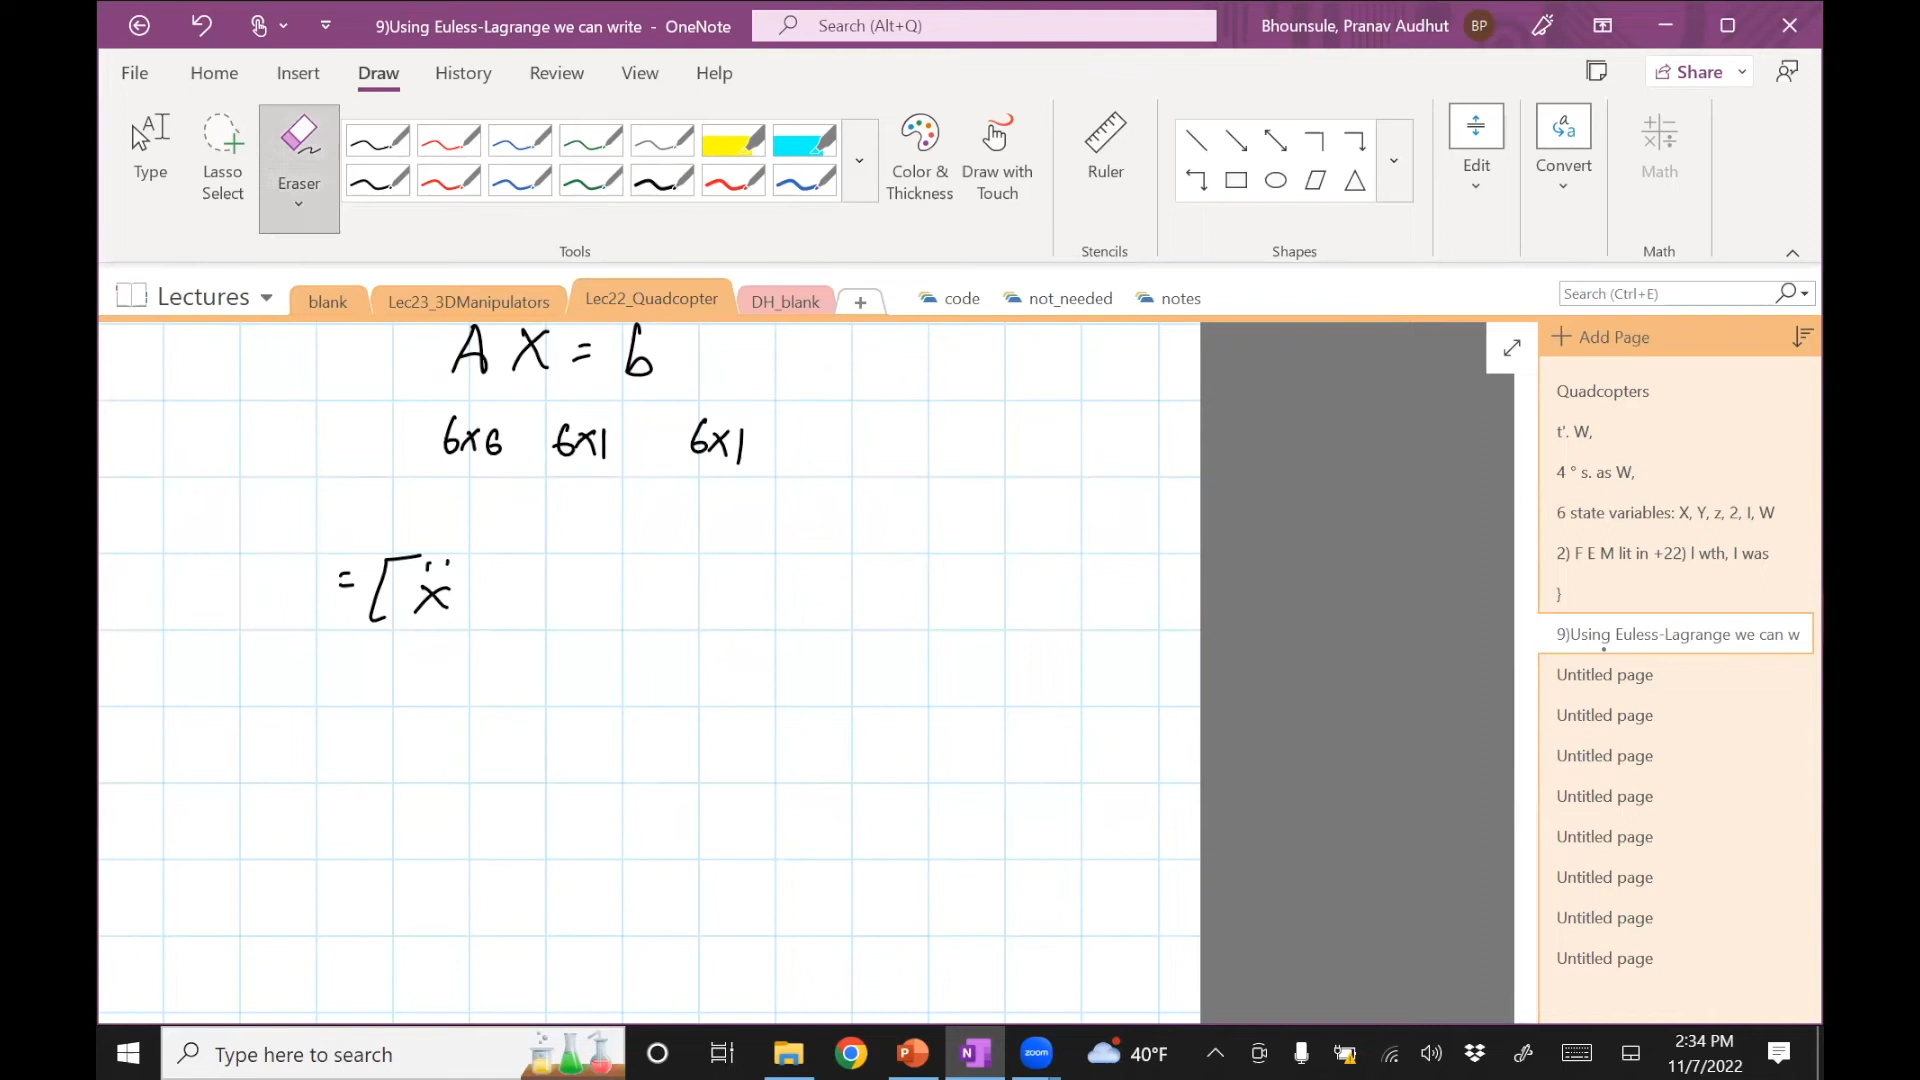 9)Using Euless-Lagrange we can write - OneNote
Search (Alt+Q)
Bhounsule, Pranav Audhut
BP
File Home Insert Draw History Review View Help
Share
Type
Lasso Select
Eraser
Color & Thickness
Draw with Touch
Ruler
Edit
Convert
Math
Tools
Stencils
Shapes
Math
Lectures
blank
Lec23_3DManipulators
Lec22_Quadcopter
DH_blank
code
not_needed
notes
Search (Ctrl+E)
A X = b
6x6 6x1 6x1
= [ ẍ
Add Page
Quadcopters
t'. W,
4 ° s. as W,
6 state variables: X, Y, z, 2, I, W
2) F E M lit in +22) l wth, I was
}
9)Using Euless-Lagrange we can w
Untitled page
Untitled page
Untitled page
Untitled page
Untitled page
Untitled page
Untitled page
Untitled page
Type here to search
zoom
40°F
2:34 PM
11/7/2022